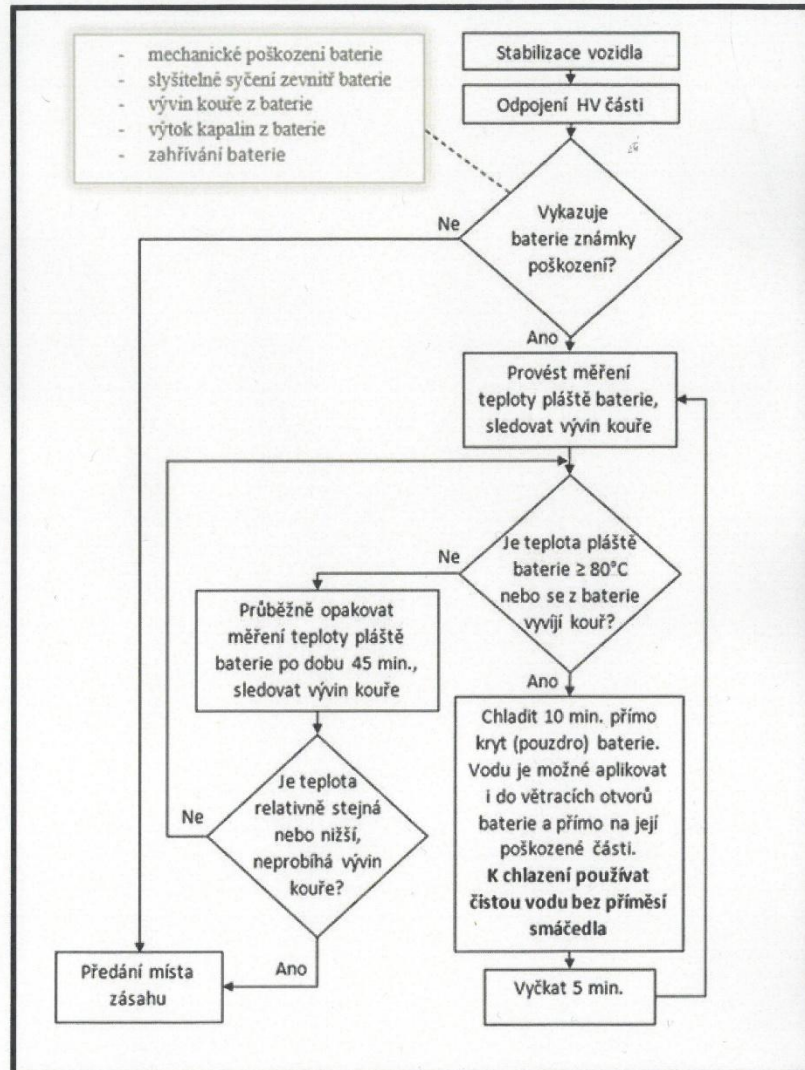 - mechanické poškození baterie
- slyšitelné syčení zevnitř baterie
- vývin kouře z baterie
- výtok kapalin z baterie
- zahřívání baterie
Stabilizace vozidla
Odpojení HV části
Vykazuje
baterie známky
poškození?
Ne
Ano
Provést měření
teploty pláště baterie,
sledovat vývin kouře
Je teplota pláště
baterie ≥ 80°C
nebo se z baterie
vyvíjí kouř?
Ne
Průběžně opakovat
měření teploty pláště
baterie po dobu 45 min.,
sledovat vývin kouře
Ano
Chladit 10 min. přímo
kryt (pouzdro) baterie.
Vodu je možné aplikovat
i do větracích otvorů
baterie a přímo na její
poškozené části.
K chlazení používat
čistou vodu bez příměsí
smáčedla
Je teplota
relativně stejná
nebo nižší,
neprobíhá vývin
kouře?
Ne
Ano
Předání místa
zásahu
Vyčkat 5 min.